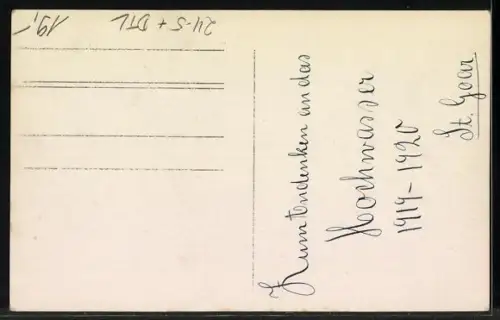 Zum Andenken an das
Hochwasser
1919-1920
St. Goar
24-5 + DTL
19,-